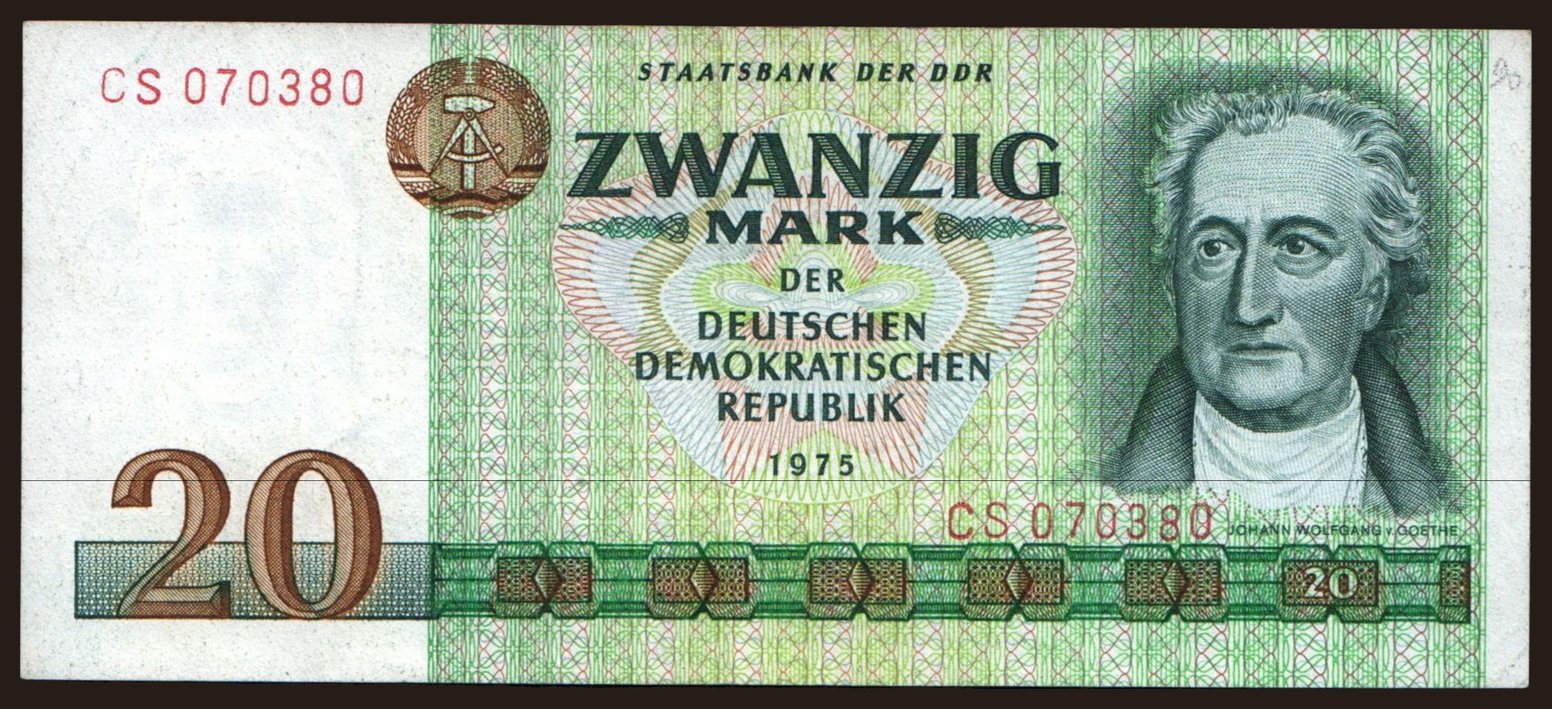 CS 070380
STAATSBANK DER DDR
ZWANZIG
MARK
DER
DEUTSCHEN
DEMOKRATISCHEN
REPUBLIK
1975
CS 070380
JOHANN WOLFGANG v. GOETHE
20
20
20